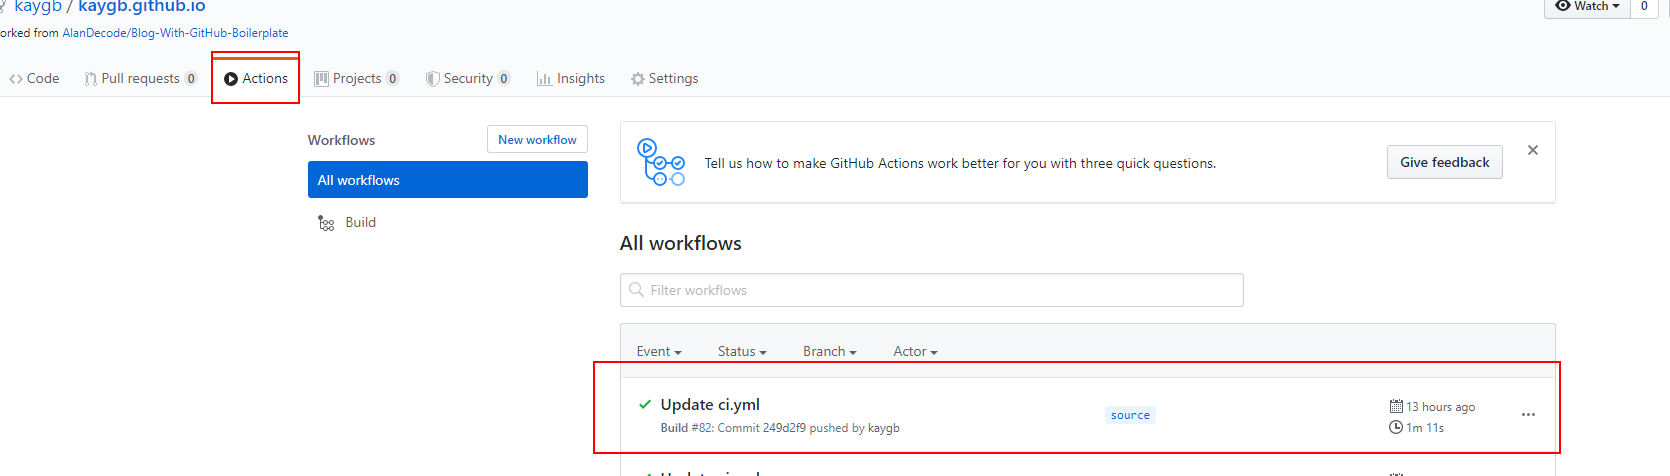 kaygb / kaygb.github.io
Watch 0
orked from AlanDecode/Blog-With-GitHub-Boilerplate
Code Pull requests 0 Actions Projects 0 Security 0 Insights Settings
Workflows New workflow
All workflows
Build
Tell us how to make GitHub Actions work better for you with three quick questions. Give feedback
All workflows
Filter workflows
Event Status Branch Actor
Update ci.yml
Build #82: Commit 249d2f9 pushed by kaygb
source
13 hours ago
1m 11s